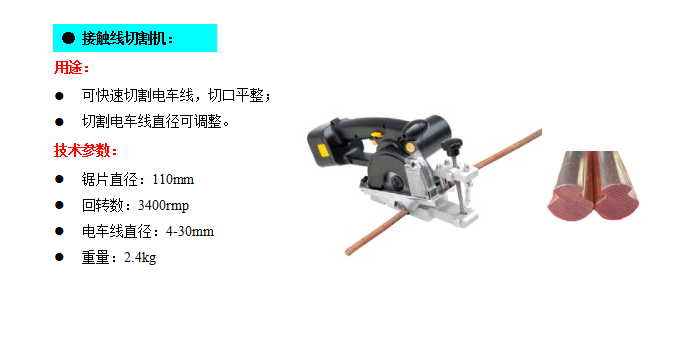 ● 接触线切割机：
用途：
● 可快速切割电车线，切口平整；
● 切割电车线直径可调整。
技术参数：
● 锯片直径：110mm
● 回转数：3400rmp
● 电车线直径：4-30mm
● 重量：2.4kg